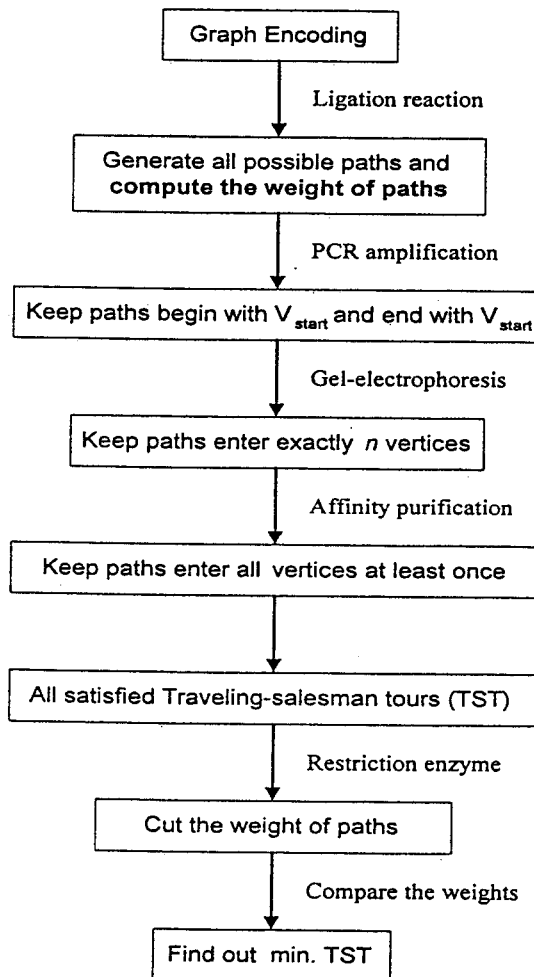 Graph Encoding
Ligation reaction
Generate all possible paths and
compute the weight of paths
PCR amplification
Keep paths begin with Vstart and end with Vstart
Gel-electrophoresis
Keep paths enter exactly n vertices
Affinity purification
Keep paths enter all vertices at least once
All satisfied Traveling-salesman tours (TST)
Restriction enzyme
Cut the weight of paths
Compare the weights
Find out min. TST